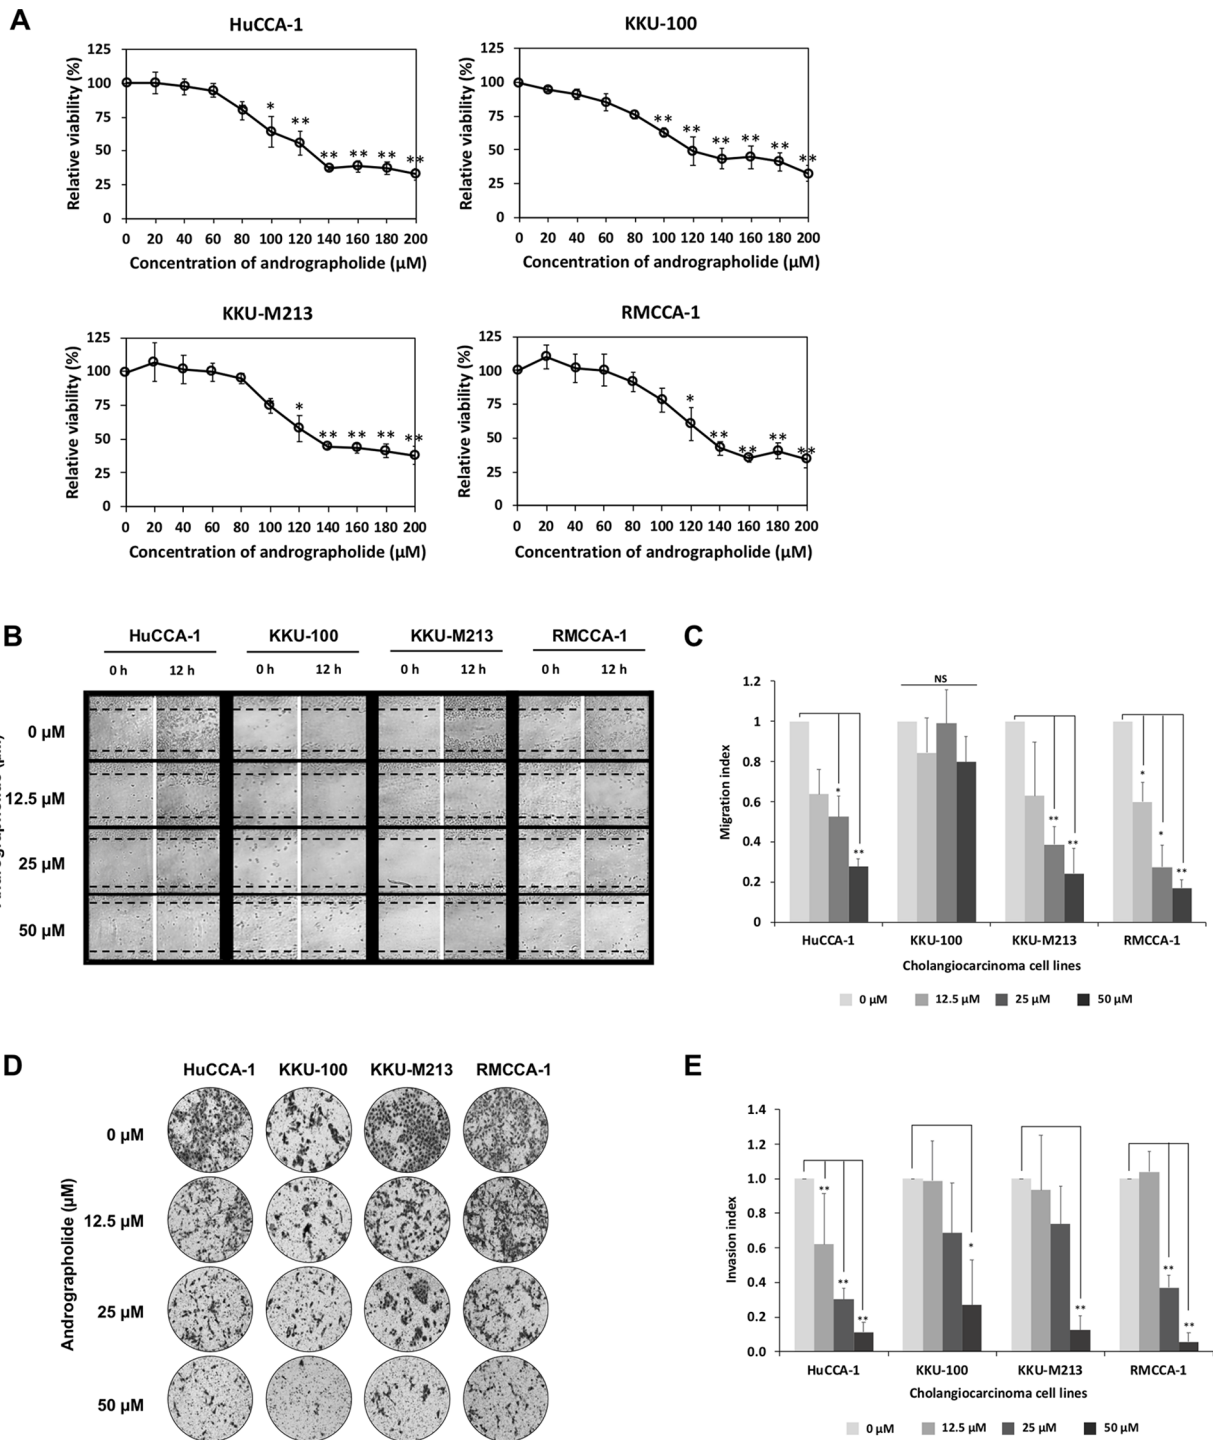 A
HuCCA-1
KKU-100
Relative viability (%)
125
100
75
50
25
0
* ** ** ** ** **
0 20 40 60 80 100 120 140 160 180 200
Concentration of andrographolide (µM)
Relative viability (%)
125
100
75
50
25
0
** ** ** ** ** **
0 20 40 60 80 100 120 140 160 180 200
Concentration of andrographolide (µM)
KKU-M213
RMCCA-1
Relative viability (%)
125
100
75
50
25
0
* ** ** ** **
0 20 40 60 80 100 120 140 160 180 200
Concentration of andrographolide (µM)
Relative viability (%)
125
100
75
50
25
0
* ** ** ** **
0 20 40 60 80 100 120 140 160 180 200
Concentration of andrographolide (µM)
B
HuCCA-1 KKU-100 KKU-M213 RMCCA-1
0 h 12 h 0 h 12 h 0 h 12 h 0 h 12 h
0 µM
12.5 µM
25 µM
50 µM
C
Migration index
1.2
1
0.8
0.6
0.4
0.2
0
NS
* **
** **
* * **
HuCCA-1 KKU-100 KKU-M213 RMCCA-1
Cholangiocarcinoma cell lines
0 µM 12.5 µM 25 µM 50 µM
D
HuCCA-1 KKU-100 KKU-M213 RMCCA-1
Andrographolide (µM)
0 µM
12.5 µM
25 µM
50 µM
E
Invasion index
1.4
1.2
1.0
0.8
0.6
0.4
0.2
0.0
** ** **
*
**
** **
HuCCA-1 KKU-100 KKU-M213 RMCCA-1
Cholangiocarcinoma cell lines
0 µM 12.5 µM 25 µM 50 µM